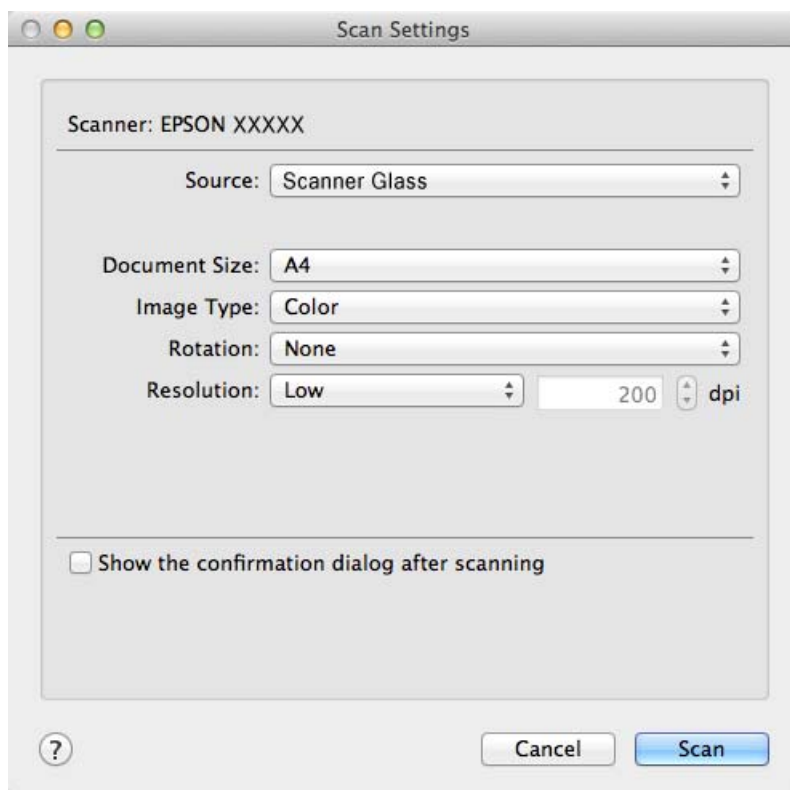 Scan Settings
Scanner: EPSON XXXXX
Source: Scanner Glass
Document Size: A4
Image Type: Color
Rotation: None
Resolution: Low 200 dpi
Show the confirmation dialog after scanning
? Cancel Scan